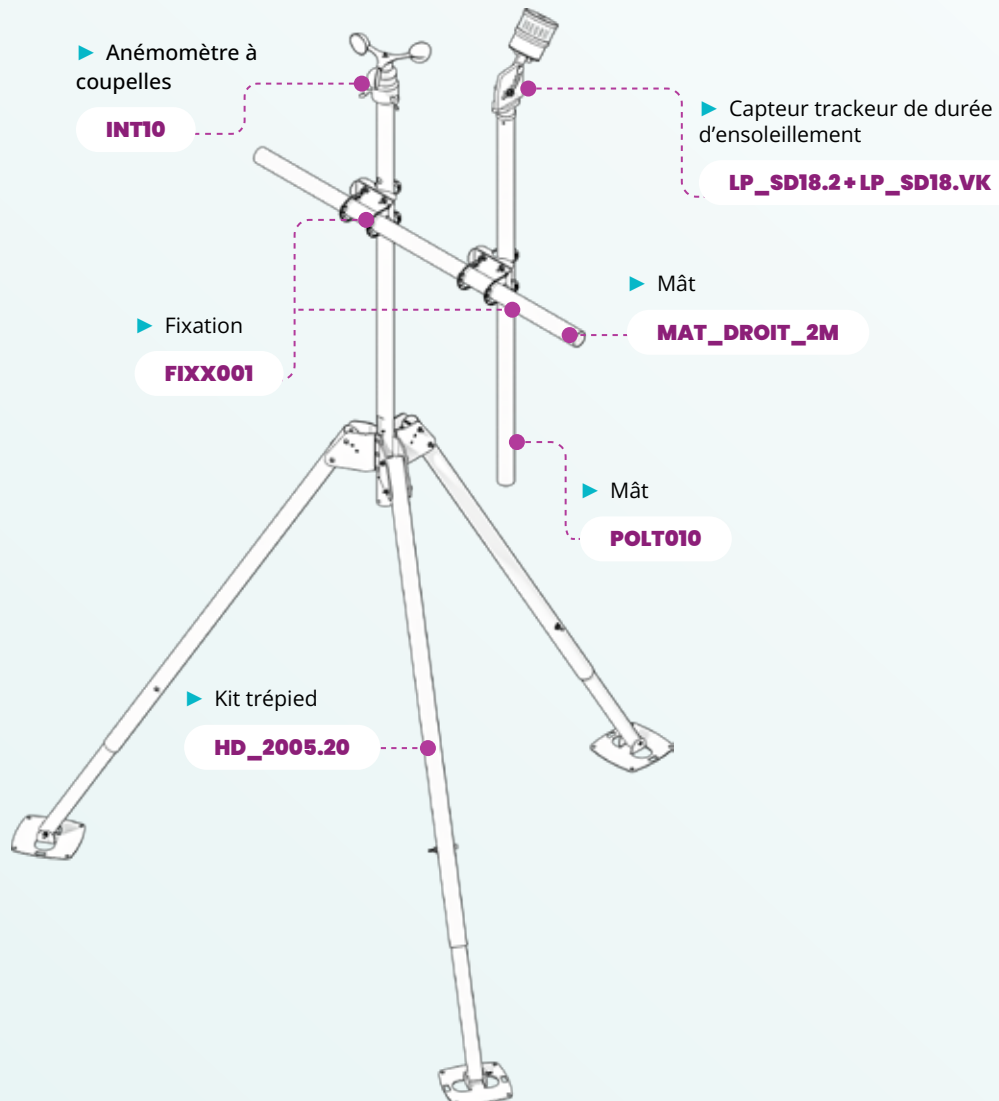 ► Anémomètre à
coupelles
INT10
► Capteur trackeur de durée
d’ensoleillement
LP_SD18.2 + LP_SD18.VK
► Mât
MAT_DROIT_2M
► Fixation
FIXX001
► Mât
POLT010
► Kit trépied
HD_2005.20